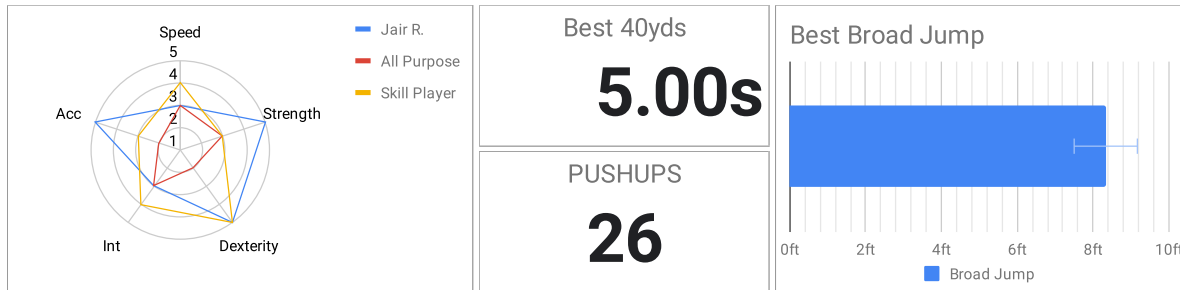 Speed
5
4
3
2
1
Acc
Strength
Int
Dexterity
Jair R.
All Purpose
Skill Player
Best 40yds
5.00s
PUSHUPS
26
Best Broad Jump
0ft 2ft 4ft 6ft 8ft 10ft
Broad Jump